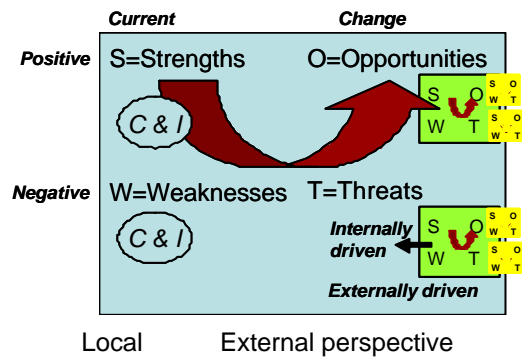 Current Change
Positive
S=Strengths O=Opportunities
S O
W T
S O
W T
S O
W T
C & I
Negative
W=Weaknesses T=Threats
C & I
Internally
driven
S O
W T
S O
W T
S O
W T
Externally driven
Local External perspective